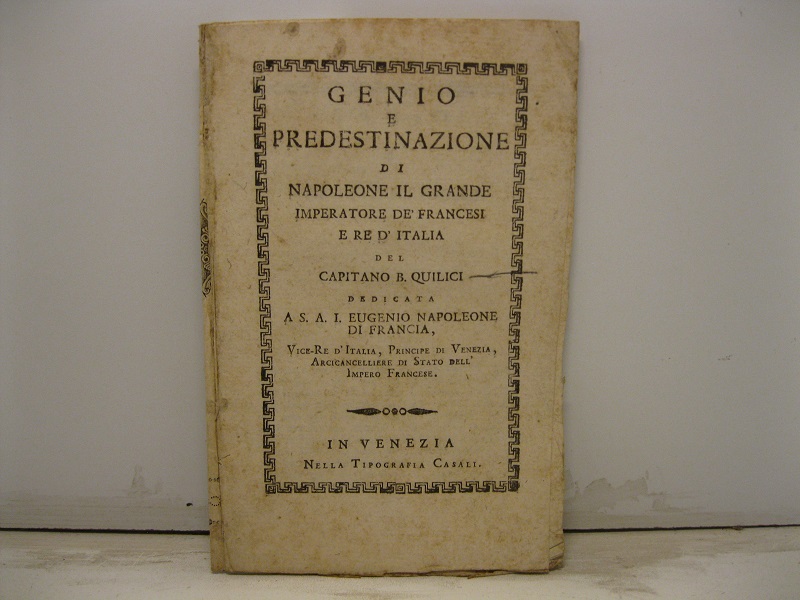 GENIO
E
PREDESTINAZIONE
DI
NAPOLEONE IL GRANDE
IMPERATORE DE' FRANCESI
E RE D' ITALIA
DEL
CAPITANO B. QUILICI
DEDICATA
A S. A. I. EUGENIO NAPOLEONE
DI FRANCIA,
VICE-RE D'ITALIA, PRINCIPE DI VENEZIA,
ARCICANCELLIERE DI STATO DELL'
IMPERO FRANCESE.
IN VENEZIA
NELLA TIPOGRAFIA CASALI.